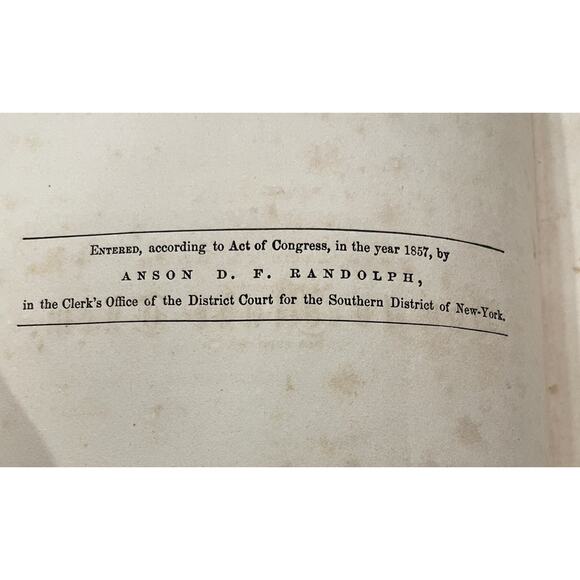 Entered, according to Act of Congress, in the year 1857, by
ANSON D. F. RANDOLPH,
in the Clerk's Office of the District Court for the Southern District of New-York.